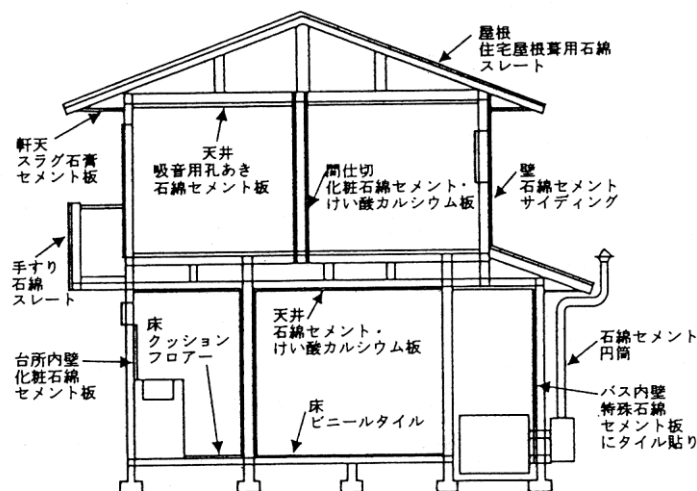 屋根
住宅屋根葺用石綿
スレート
軒天
スラグ石膏
セメント板
天井
吸音用孔あき
石綿セメント板
間仕切
化粧石綿セメント・
けい酸カルシウム板
壁
石綿セメント
サイディング
手すり
石綿
スレート
床
クッション
フロアー
天井
石綿セメント・
けい酸カルシウム板
石綿セメント
円筒
台所内壁
化粧石綿
セメント板
床
ビニールタイル
バス内壁
特殊石綿
セメント板
にタイル貼り